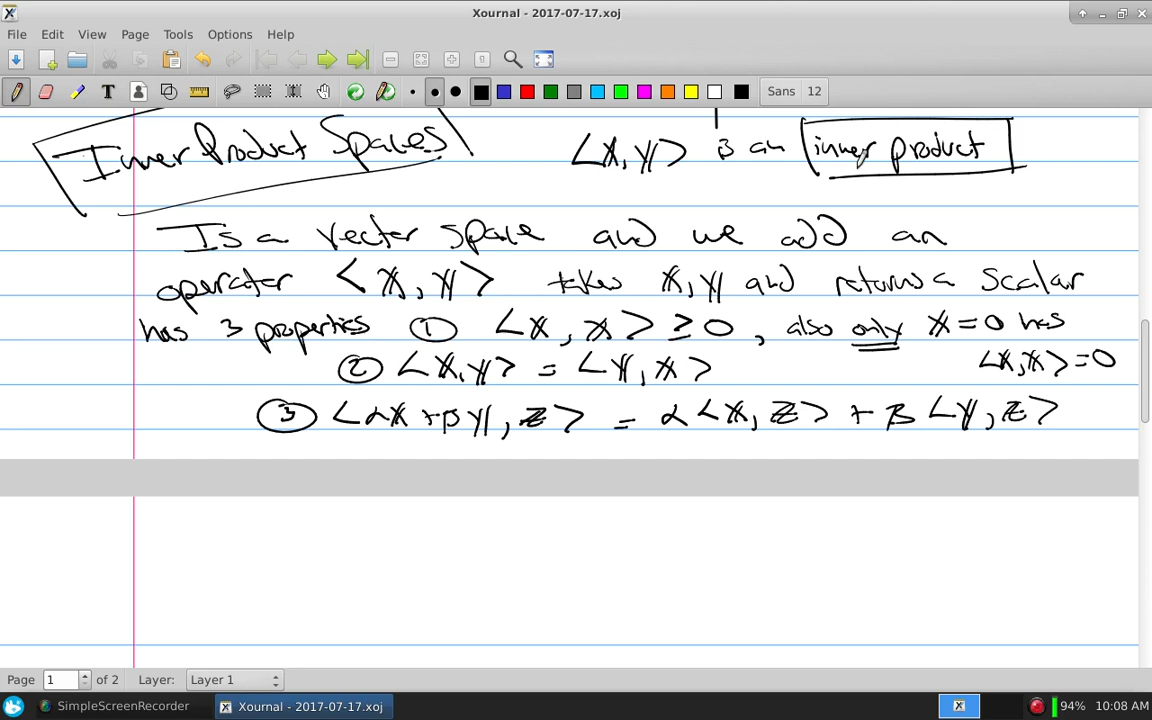 Xournal - 2017-07-17.xoj
File Edit View Page Tools Options Help
Sans 12
Inner Product Spaces <x, y> is an inner product
Is a vector space and we add an
operator <x, y> takes x, y and returns a scalar
has 3 properties ① <x, x> ≥ 0, also only x = 0 has
<x, x> = 0
② <x, y> = <y, x>
③ <αx + βy, z> = α<x, z> + β<y, z>
Page 1 of 2 Layer: Layer 1
SimpleScreenRecorder Xournal - 2017-07-17.xoj 94% 10:08 AM